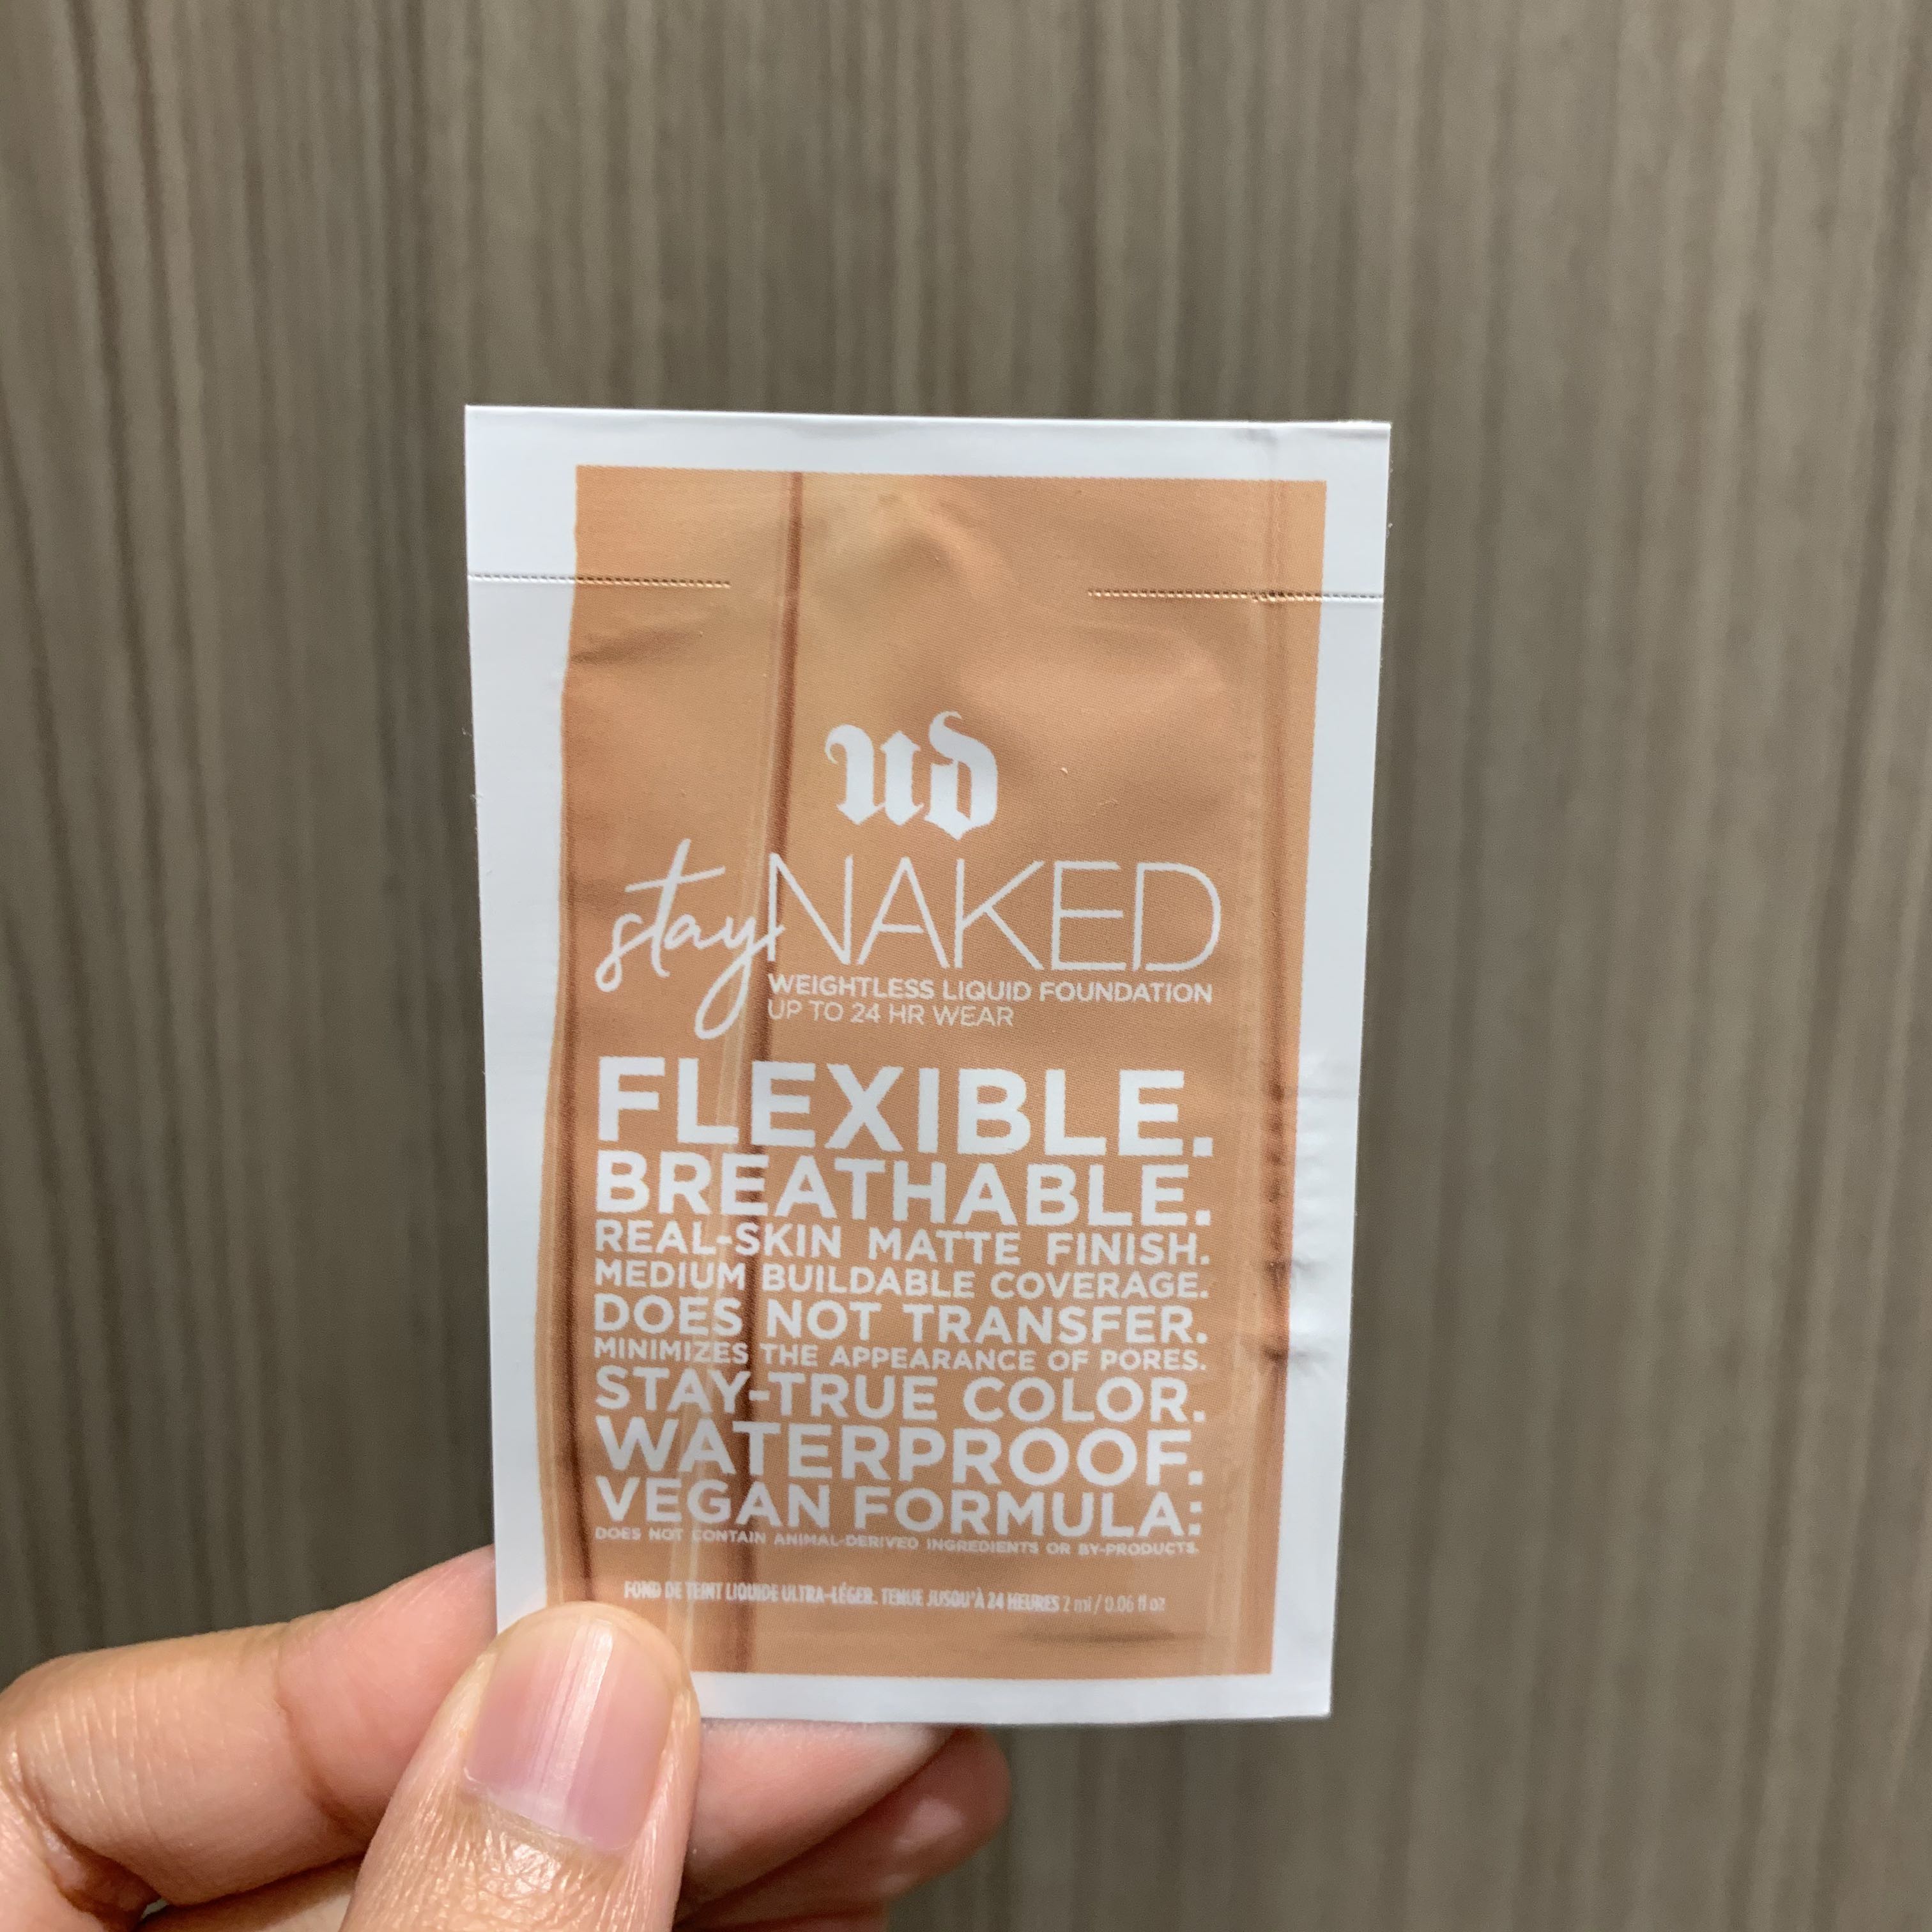 ud
stay NAKED
WEIGHTLESS LIQUID FOUNDATION
UP TO 24 HR WEAR
FLEXIBLE.
BREATHABLE.
REAL-SKIN MATTE FINISH.
MEDIUM BUILDABLE COVERAGE.
DOES NOT TRANSFER.
MINIMIZES THE APPEARANCE OF PORES.
STAY-TRUE COLOR.
WATERPROOF.
VEGAN FORMULA:
DOES NOT CONTAIN ANIMAL-DERIVED INGREDIENTS OR BY-PRODUCTS.
FOND DE TEINT LIQUIDE ULTRA-LÉGER. TENUE JUSQU'À 24 HEURES 2 ml / 0.06 fl oz